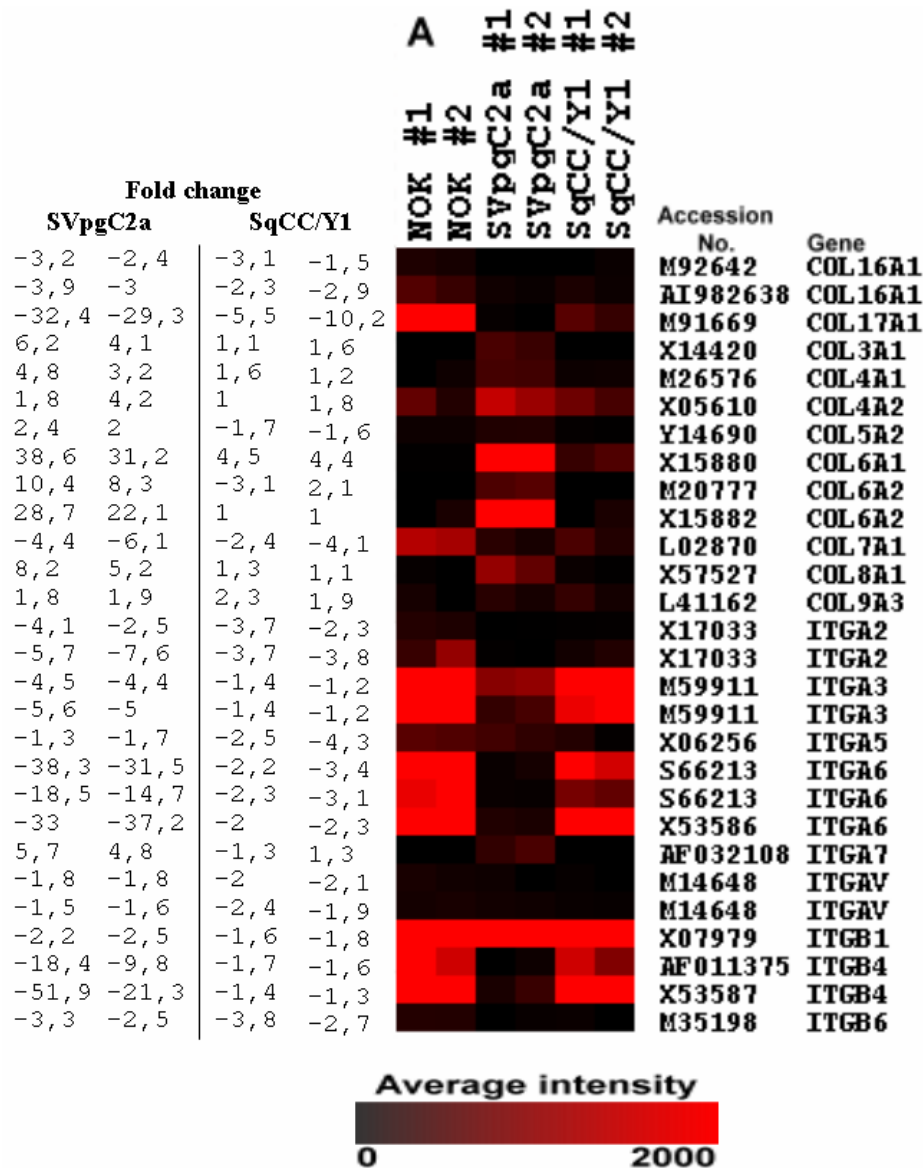 A
NOK #1
NOK #2
SVpgC2a #1
SVpgC2a #2
SqCC/Y1 #1
SqCC/Y1 #2
Fold change
SVpgC2a SqCC/Y1
Accession
No. Gene
-3,2 -2,4 -3,1 -1,5 M92642 COL16A1
-3,9 -3 -2,3 -2,9 AI982638 COL16A1
-32,4 -29,3 -5,5 -10,2 M91669 COL17A1
6,2 4,1 1,1 1,6 X14420 COL3A1
4,8 3,2 1,6 1,2 M26576 COL4A1
1,8 4,2 1 1,8 X05610 COL4A2
2,4 2 -1,7 -1,6 Y14690 COL5A2
38,6 31,2 4,5 4,4 X15880 COL6A1
10,4 8,3 -3,1 2,1 M20777 COL6A2
28,7 22,1 1 1 X15882 COL6A2
-4,4 -6,1 -2,4 -4,1 L02870 COL7A1
8,2 5,2 1,3 1,1 X57527 COL8A1
1,8 1,9 2,3 1,9 L41162 COL9A3
-4,1 -2,5 -3,7 -2,3 X17033 ITGA2
-5,7 -7,6 -3,7 -3,8 X17033 ITGA2
-4,5 -4,4 -1,4 -1,2 M59911 ITGA3
-5,6 -5 -1,4 -1,2 M59911 ITGA3
-1,3 -1,7 -2,5 -4,3 X06256 ITGA5
-38,3 -31,5 -2,2 -3,4 S66213 ITGA6
-18,5 -14,7 -2,3 -3,1 S66213 ITGA6
-33 -37,2 -2 -2,3 X53586 ITGA6
5,7 4,8 -1,3 1,3 AF032108 ITGA7
-1,8 -1,8 -2 -2,1 M14648 ITGAV
-1,5 -1,6 -2,4 -1,9 M14648 ITGAV
-2,2 -2,5 -1,6 -1,8 X07979 ITGB1
-18,4 -9,8 -1,7 -1,6 AF011375 ITGB4
-51,9 -21,3 -1,4 -1,3 X53587 ITGB4
-3,3 -2,5 -3,8 -2,7 M35198 ITGB6
Average intensity
0 2000